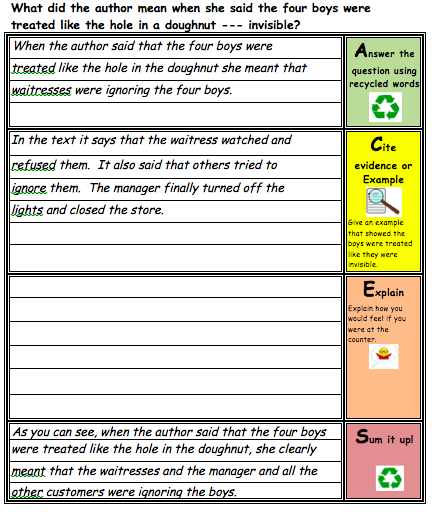 What did the author mean when she said the four boys were
treated like the hole in a doughnut --- invisible?
When the author said that the four boys were
treated like the hole in the doughnut she meant that
waitresses were ignoring the four boys.
Answer the
question using
recycled words
In the text it says that the waitress watched and
refused them. It also said that others tried to
ignore them. The manager finally turned off the
lights and closed the store.
Cite
evidence or
Example
Give an example
that showed the
boys were treated
like they were
invisible.
Explain
Explain how you
would feel if you
were at the
counter.
As you can see, when the author said that the four boys
were treated like the hole in the doughnut, she clearly
meant that the waitresses and the manager and all the
other customers were ignoring the boys.
Sum it up!